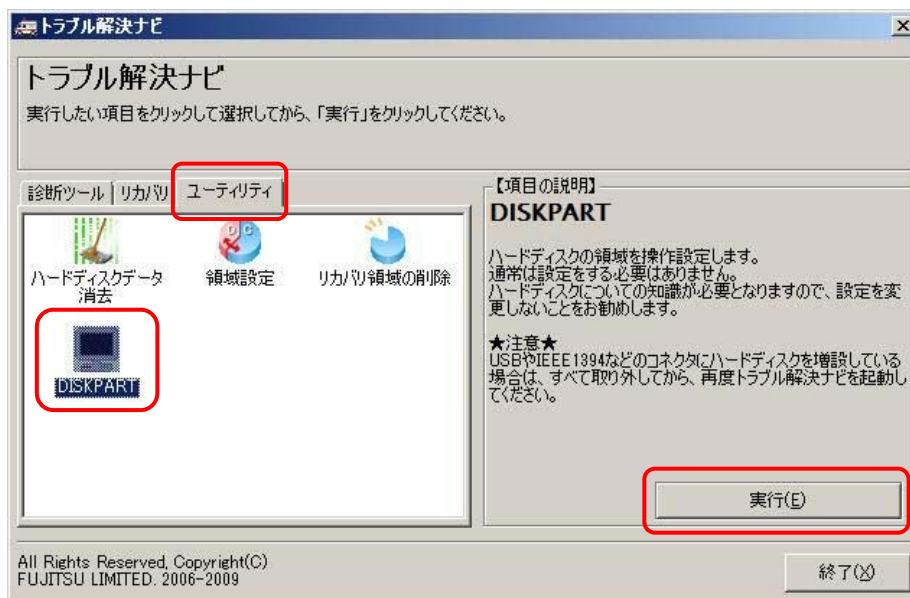 トラブル解決ナビ
トラブル解決ナビ
実行したい項目をクリックして選択してから、「実行」をクリックしてください。
診断ツール
リカバリ
ユーティリティ
ハードディスクデータ
消去
領域設定
リカバリ領域の削除
DISKPART
【項目の説明】
DISKPART
ハードディスクの領域を操作設定します。
通常は設定をする必要はありません。
ハードディスクについての知識が必要となりますので、設定を変
更しないことをお勧めします。
★注意★
USBやIEEE1394などのコネクタにハードディスクを増設している
場合は、すべて取り外してから、再度トラブル解決ナビを起動し
てください。
実行(E)
All Rights Reserved, Copyright(C)
FUJITSU LIMITED. 2006-2009
終了(X)